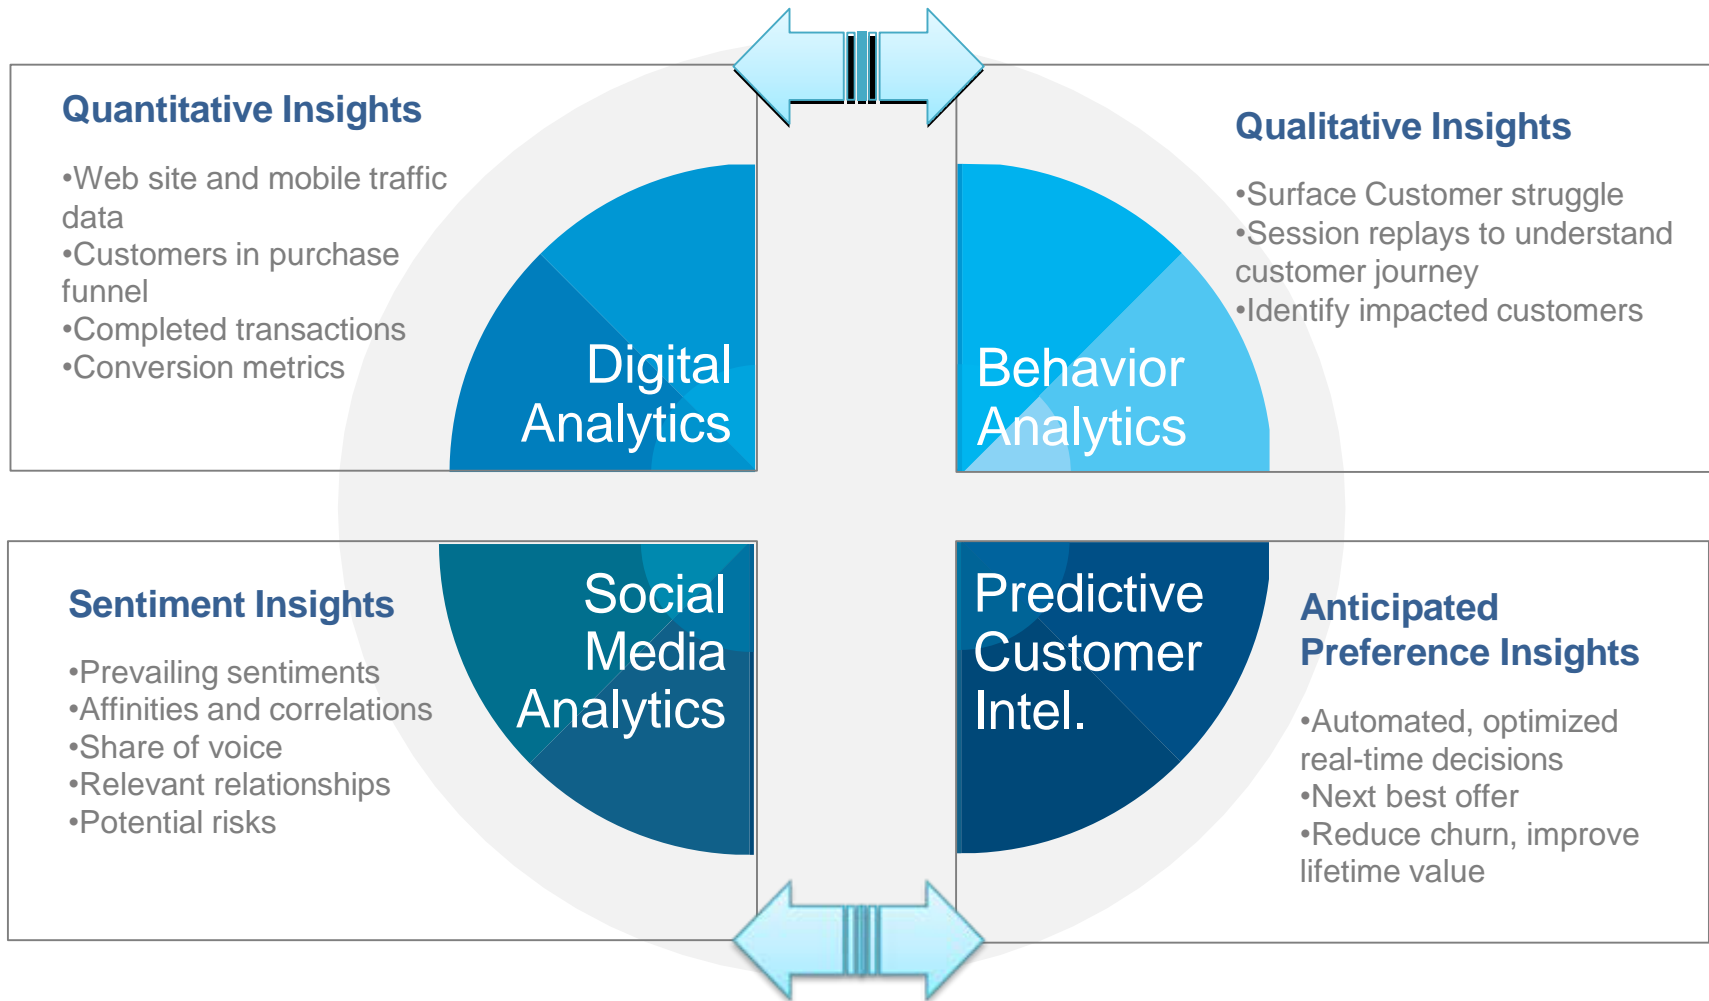 Quantitative Insights
•Web site and mobile traffic
data
•Customers in purchase
funnel
•Completed transactions
•Conversion metrics
Digital
Analytics
Qualitative Insights
•Surface Customer struggle
•Session replays to understand
customer journey
•Identify impacted customers
Behavior
Analytics
Sentiment Insights
•Prevailing sentiments
•Affinities and correlations
•Share of voice
•Relevant relationships
•Potential risks
Social
Media
Analytics
Predictive
Customer
Intel.
Anticipated
Preference Insights
•Automated, optimized
real-time decisions
•Next best offer
•Reduce churn, improve
lifetime value